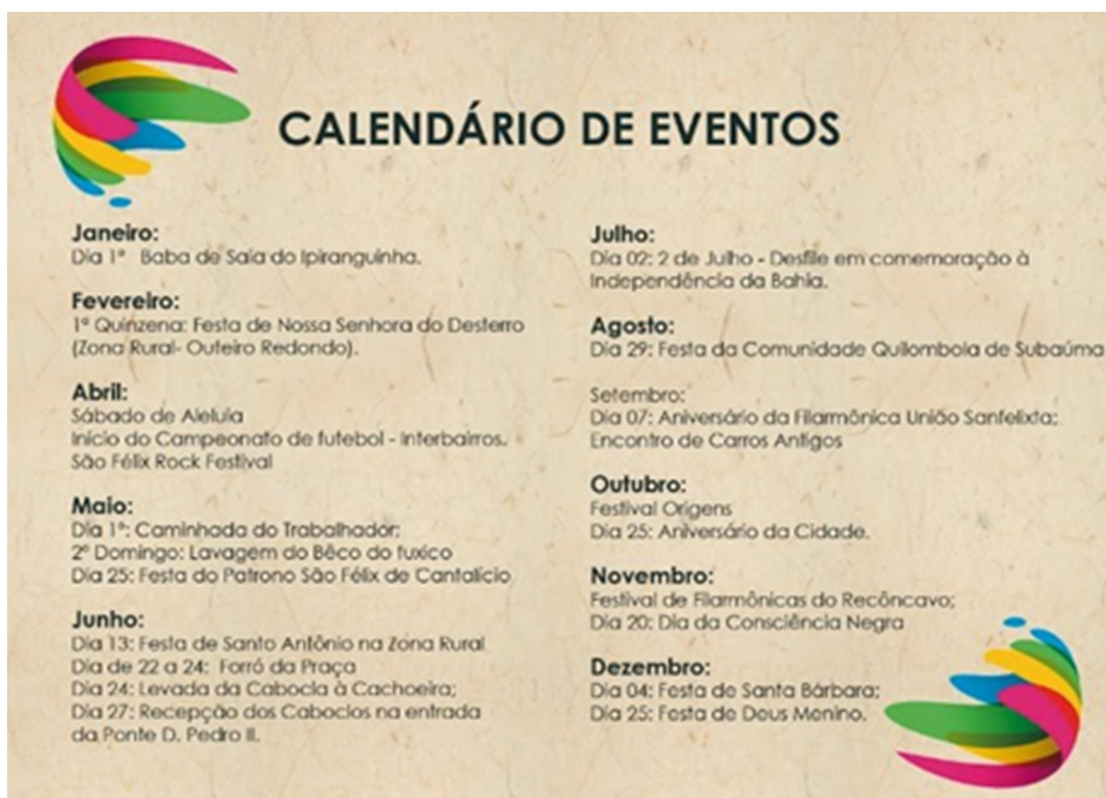 CALENDÁRIO DE EVENTOS
Janeiro:
Dia 1º Baba de Saia do Ipiranguinha.
Fevereiro:
1ª Quinzena: Festa de Nossa Senhora do Desterro
(Zona Rural- Outeiro Redondo).
Abril:
Sábado de Aleluia
Início do Campeonato de futebol - Interbairros.
São Félix Rock Festival
Maio:
Dia 1º: Caminhada do Trabalhador;
2º Domingo: Lavagem do Bêco do fuxico
Dia 25: Festa do Patrono São Félix de Cantalício
Junho:
Dia 13: Festa de Santo Antônio na Zona Rural
Dia de 22 a 24: Forró da Praça
Dia 24: Levada da Cabocla à Cachoeira;
Dia 27: Recepção dos Caboclos na entrada
da Ponte D. Pedro II.
Julho:
Dia 02: 2 de Julho - Desfile em comemoração à
Independência da Bahia.
Agosto:
Dia 29: Festa da Comunidade Quilombola de Subaúma
Setembro:
Dia 07: Aniversário da Filarmônica União Sanfelixta;
Encontro de Carros Antigos
Outubro:
Festival Origens
Dia 25: Aniversário da Cidade.
Novembro:
Festival de Filarmônicas do Recôncavo;
Dia 20: Dia da Consciência Negra
Dezembro:
Dia 04: Festa de Santa Bárbara;
Dia 25: Festa de Deus Menino.